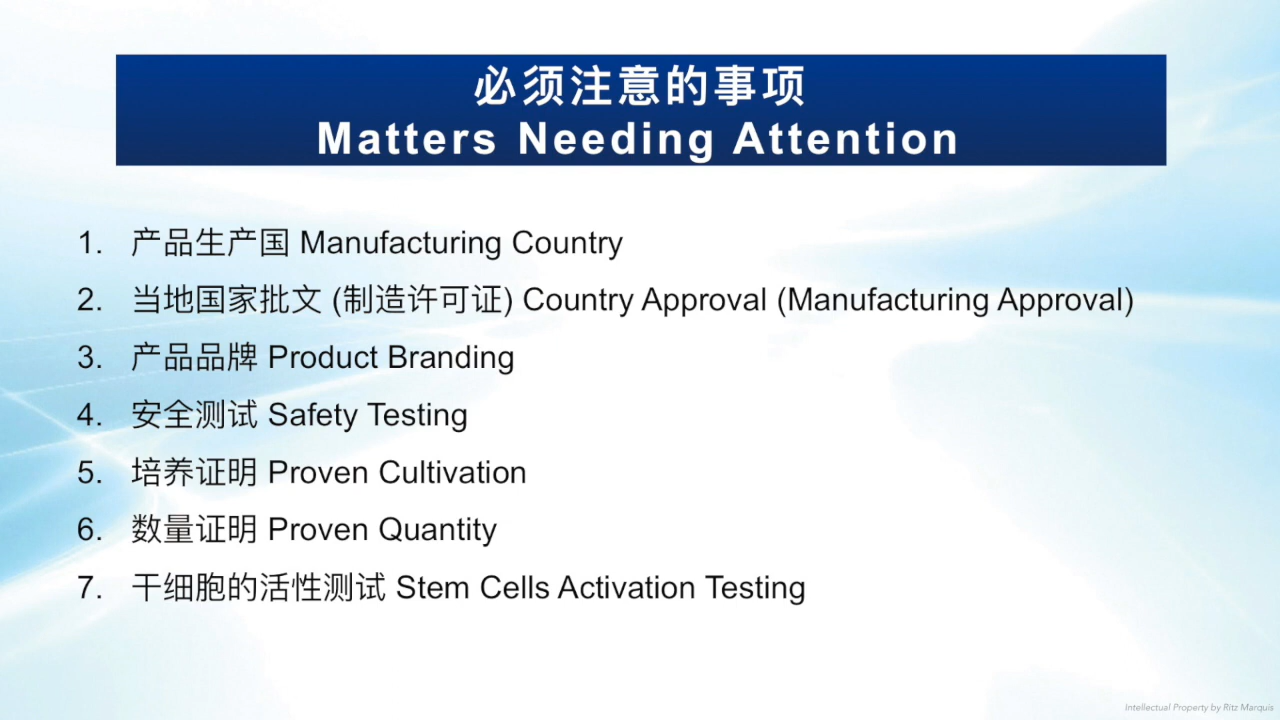 必须注意的事项
Matters Needing Attention
1. 产品生产国 Manufacturing Country
2. 当地国家批文 (制造许可证) Country Approval (Manufacturing Approval)
3. 产品品牌 Product Branding
4. 安全测试 Safety Testing
5. 培养证明 Proven Cultivation
6. 数量证明 Proven Quantity
7. 干细胞的活性测试 Stem Cells Activation Testing
Intellectual Property by Ritz Marquis